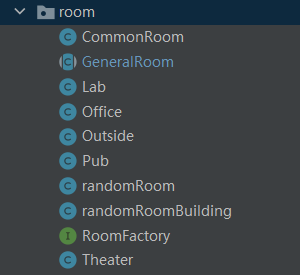 room
CommonRoom
GeneralRoom
Lab
Office
Outside
Pub
randomRoom
randomRoomBuilding
RoomFactory
Theater